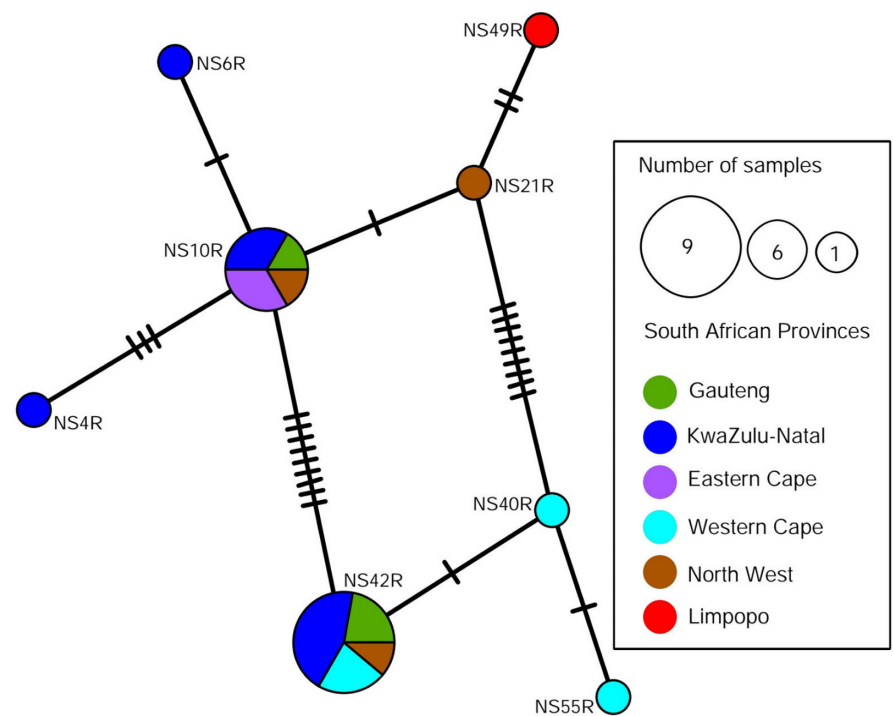 NS49R
NS6R
NS21R
NS10R
NS4R
NS40R
NS42R
NS55R
Number of samples
9
6
1
South African Provinces
Gauteng
KwaZulu-Natal
Eastern Cape
Western Cape
North West
Limpopo